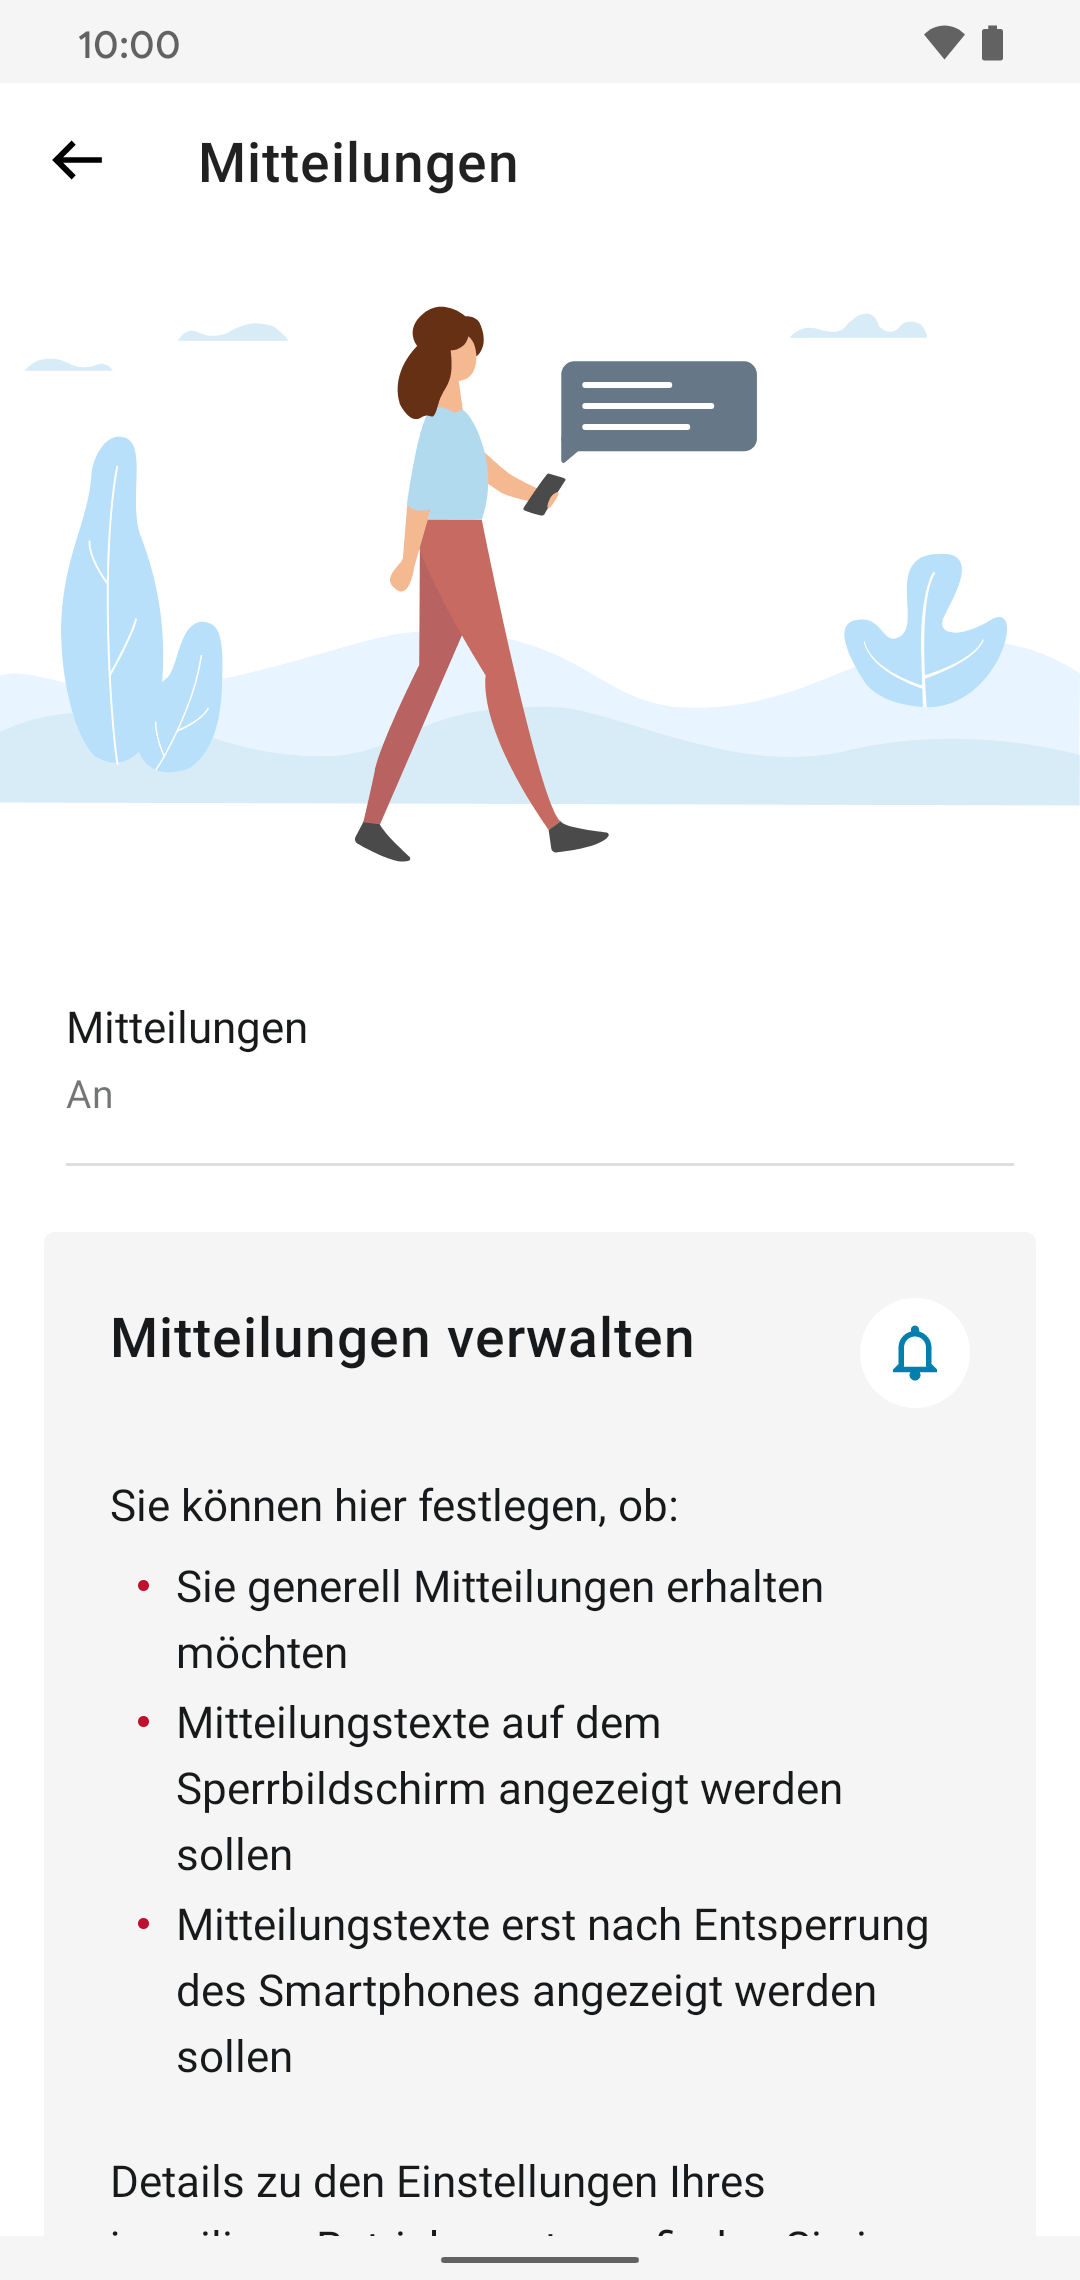 10:00
Mitteilungen
Mitteilungen
An
Mitteilungen verwalten
Sie können hier festlegen, ob:
• Sie generell Mitteilungen erhalten
möchten
• Mitteilungstexte auf dem
Sperrbildschirm angezeigt werden
sollen
• Mitteilungstexte erst nach Entsperrung
des Smartphones angezeigt werden
sollen
Details zu den Einstellungen Ihres